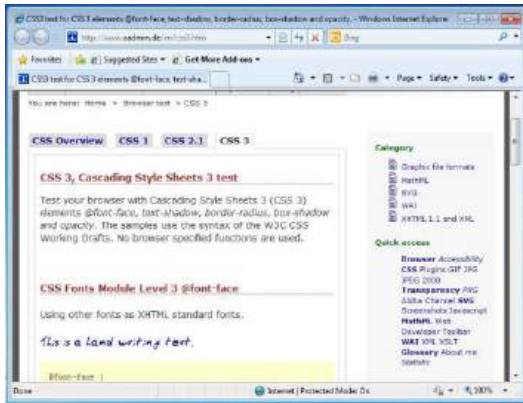 CSS3 test for CSS 3 elements @font-face, text-shadow, border-radius, box-shadow and opacity. - Windows Internet Explorer
Bing
Favorites Suggested Sites Get More Add-ons
CSS3 test for CSS 3 elements @font-face, text-sha...
Page Safety Tools
You are here: Home > Browser test > CSS 3
CSS Overview CSS 1 CSS 2.1 CSS 3
CSS 3, Cascading Style Sheets 3 test
Test your browser with Cascading Style Sheets 3 (CSS 3)
elements @font-face, text-shadow, border-radius, box-shadow
and opacity. The samples use the syntax of the W3C CSS
Working Drafts. No browser specified functions are used.
CSS Fonts Module Level 3 @font-face
Using other fonts as XHTML standard fonts.
This is a hand writing text.
@font-face {
Category
Graphic file formats
MathML
SVG
WAI
XHTML 1.1 and XML
Quick access
Browser Accessibility
CSS Plugins GIF JPG
JPEG 2000
Transparency PNG
Alpha Channel SVG
Screenshots Javascript
MathML Web
Developer Toolbar
WAI XML XSLT
Glossary About me
Statistic
Done
Internet | Protected Mode: On
100%